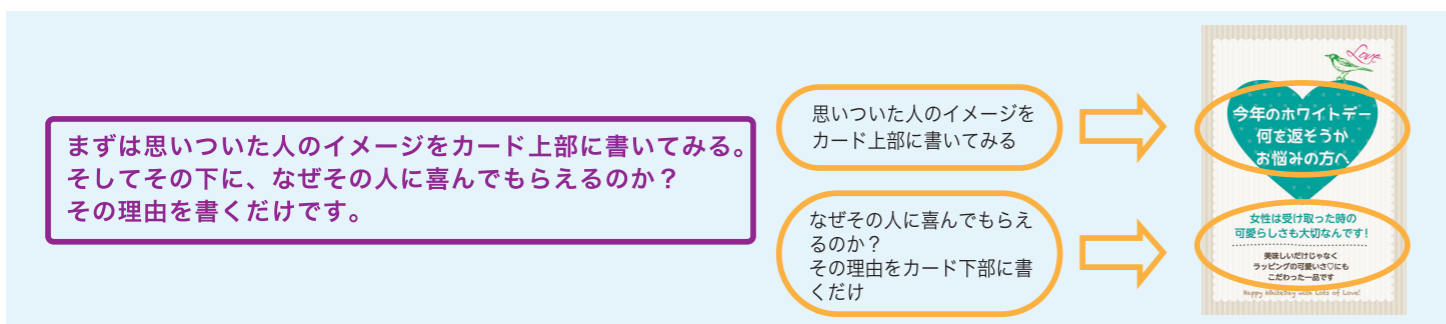 まずは思いついた人のイメージをカード上部に書いてみる。
そしてその下に、なぜその人に喜んでもらえるのか？
その理由を書くだけです。
思いついた人のイメージを
カード上部に書いてみる
なぜその人に喜んでもらえ
るのか？
その理由をカード下部に書
くだけ
Love
今年のホワイトデー
何を返そうか
お悩みの方へ
女性は受け取った時の
可愛らしさも大切なんです！
美味しいだけじゃなく
ラッピングの可愛いさ♡にも
こだわった一品です
Happy WhiteDay with Lots of Love!